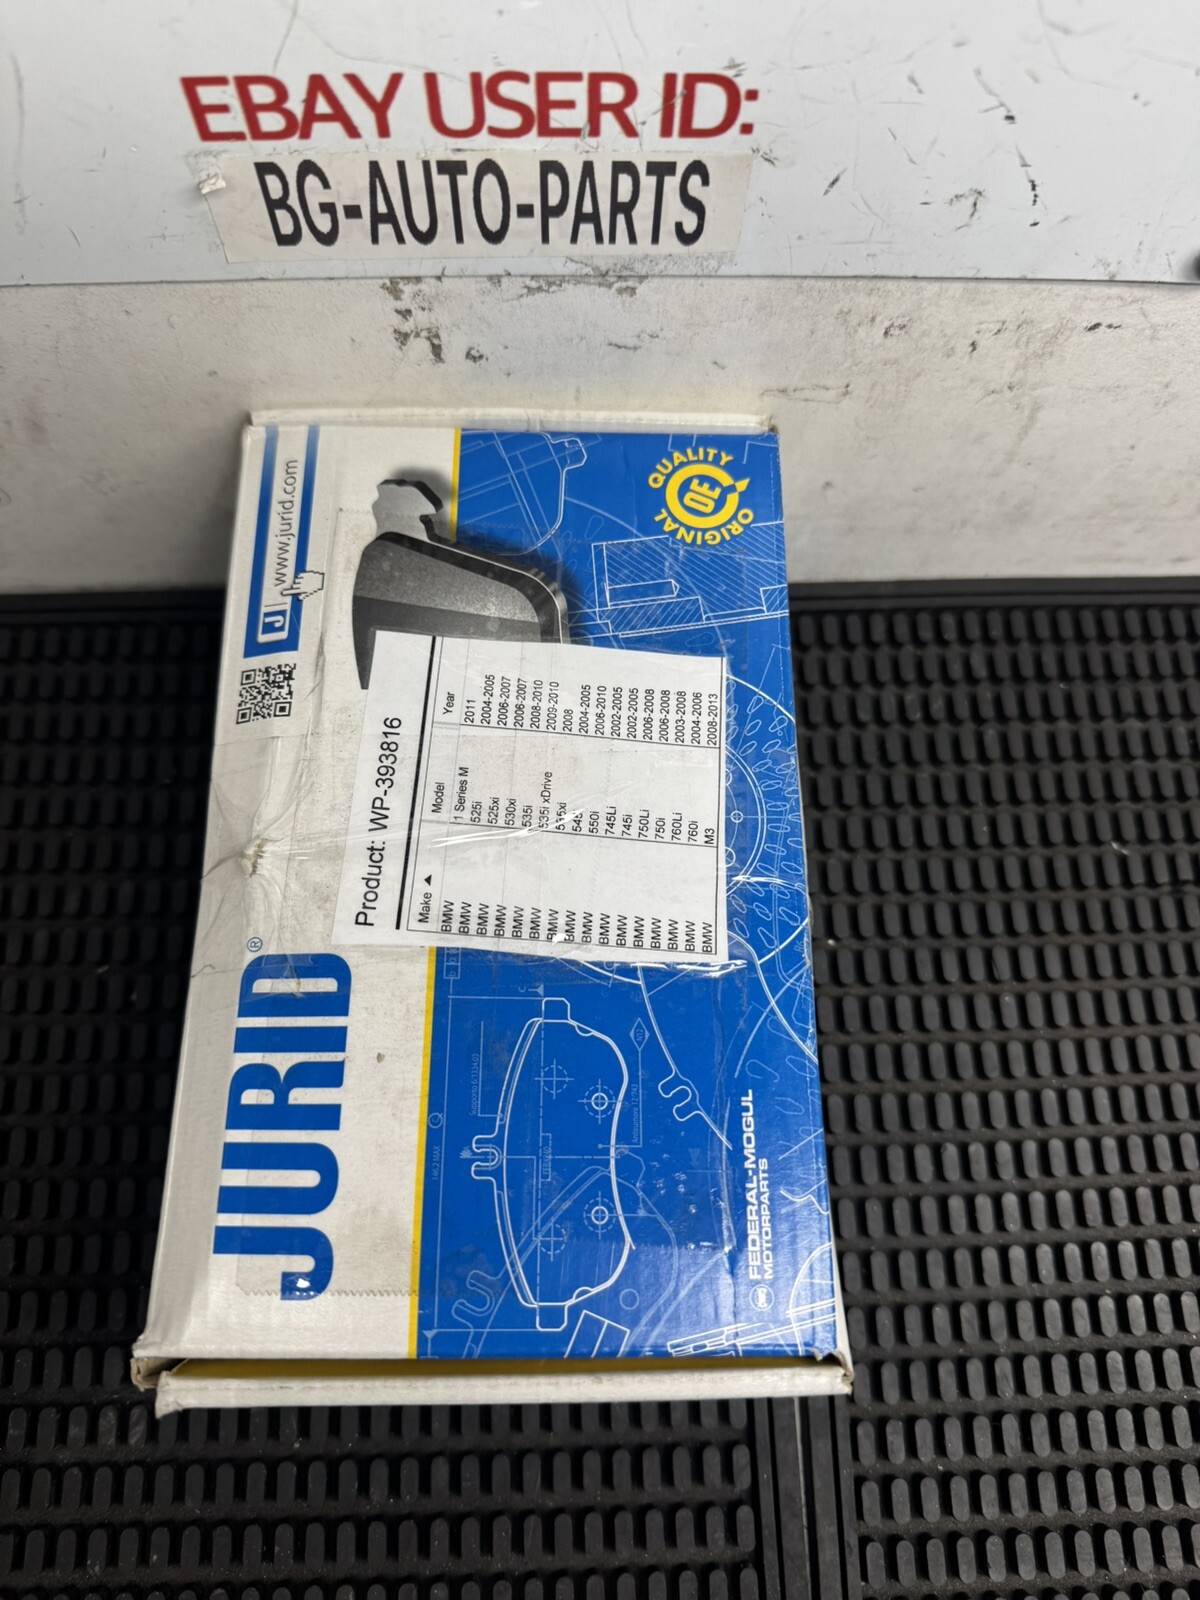 EBAY USER ID:
BG-AUTO-PARTS
www.jurid.com
JURID®
QUALITY
OE
ORIGINAL
Product: WP-393816
Make ▲ Model Year
BMW 1 Series M 2011
BMW 525i 2004-2005
BMW 525xi 2006-2007
BMW 530xi 2006-2007
BMW 535i 2008-2010
BMW 535i xDrive 2009-2010
BMW 535xi 2008
BMW 545i 2004-2005
BMW 550i 2006-2010
BMW 745Li 2002-2005
BMW 745i 2002-2005
BMW 750Li 2006-2008
BMW 750i 2006-2008
BMW 760Li 2003-2008
BMW 760i 2004-2006
BMW M3 2008-2013
FEDERAL-MOGUL
MOTORPARTS